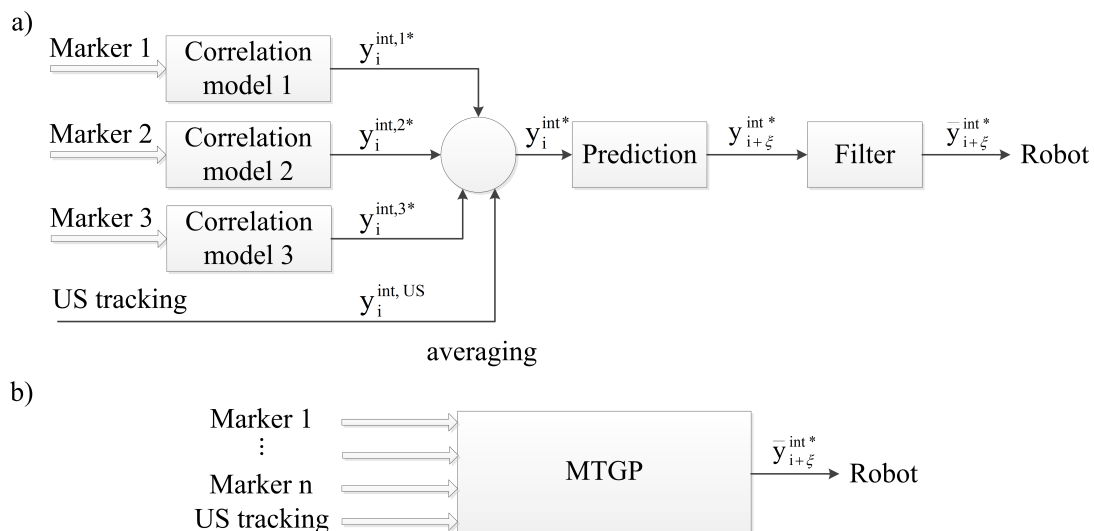 a)
Marker 1
Correlation
model 1
y_i^{int,1*}
Marker 2
Correlation
model 2
y_i^{int,2*}
y_i^{int*}
Prediction
y_{i+ξ}^{int *}
Filter
ȳ_{i+ξ}^{int *}
Robot
Marker 3
Correlation
model 3
y_i^{int,3*}
US tracking
y_i^{int, US}
averaging
b)
Marker 1
⋮
Marker n
US tracking
MTGP
ȳ_{i+ξ}^{int *}
Robot